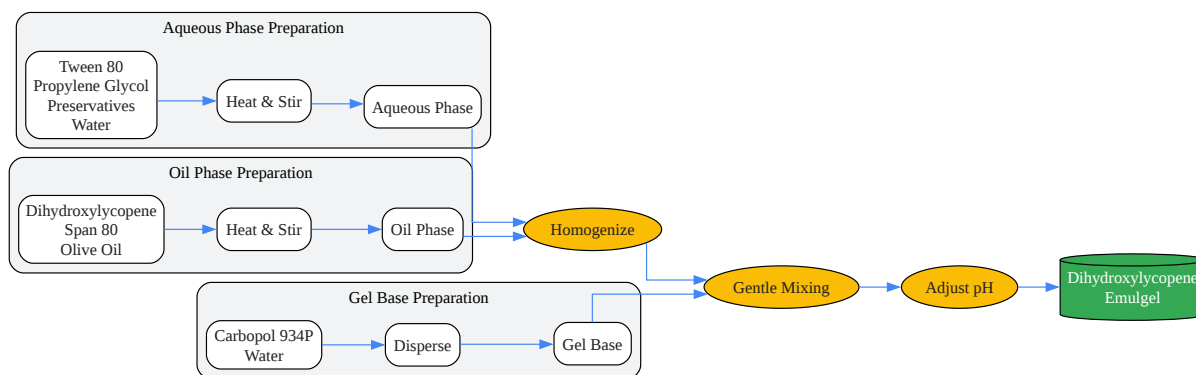 Aqueous Phase Preparation
Tween 80
Propylene Glycol
Preservatives
Water
Heat & Stir
Aqueous Phase
Oil Phase Preparation
Dihydroxylycopene
Span 80
Olive Oil
Heat & Stir
Oil Phase
Homogenize
Gel Base Preparation
Carbopol 934P
Water
Disperse
Gel Base
Gentle Mixing
Adjust pH
Dihydroxylycopene
Emulgel